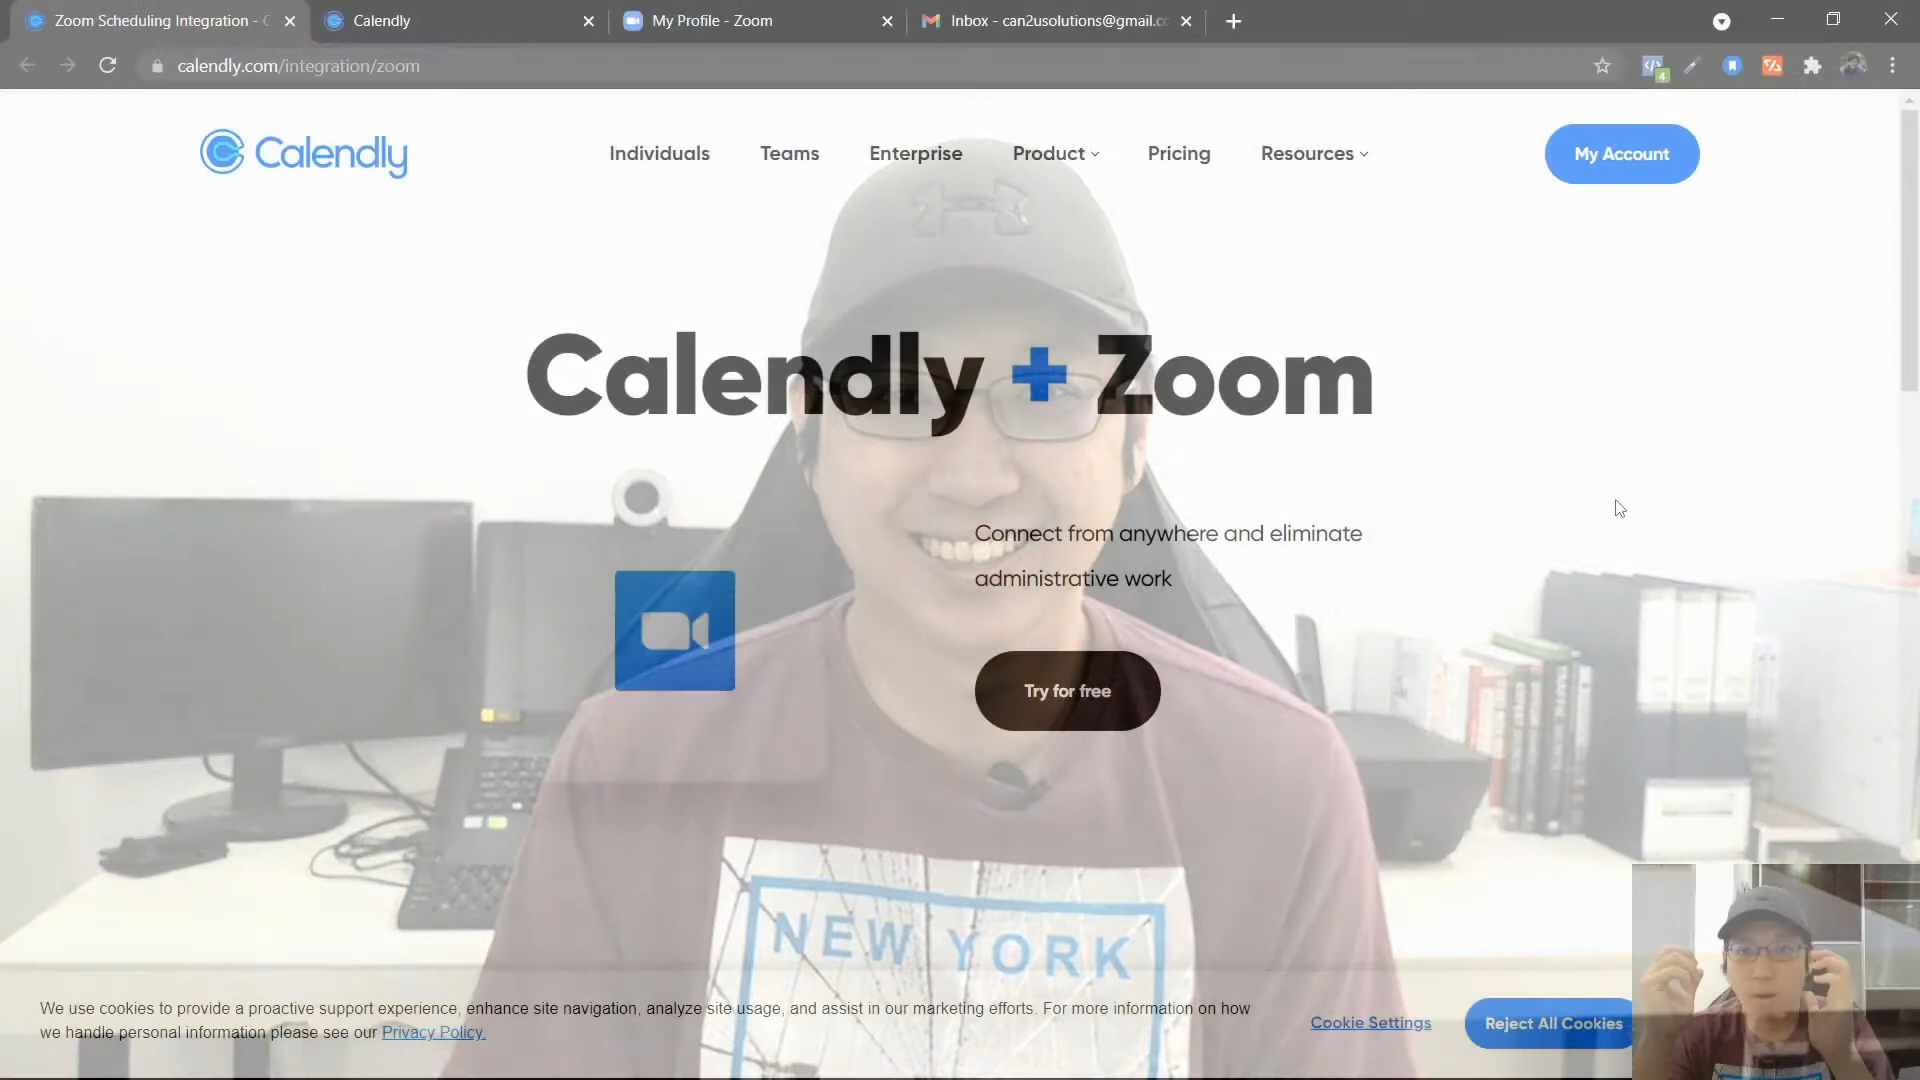 Zoom Scheduling Integration - C
Calendly
My Profile - Zoom
Inbox - can2usolutions@gmail.co
calendly.com/integration/zoom
4
Calendly
Individuals
Teams
Enterprise
Product
Pricing
Resources
My Account
Calendly + Zoom
Connect from anywhere and eliminate
administrative work
Try for free
NEW YORK
We use cookies to provide a proactive support experience, enhance site navigation, analyze site usage, and assist in our marketing efforts. For more information on how
we handle personal information please see our Privacy Policy.
Cookie Settings
Reject All Cookies
NEW YORK